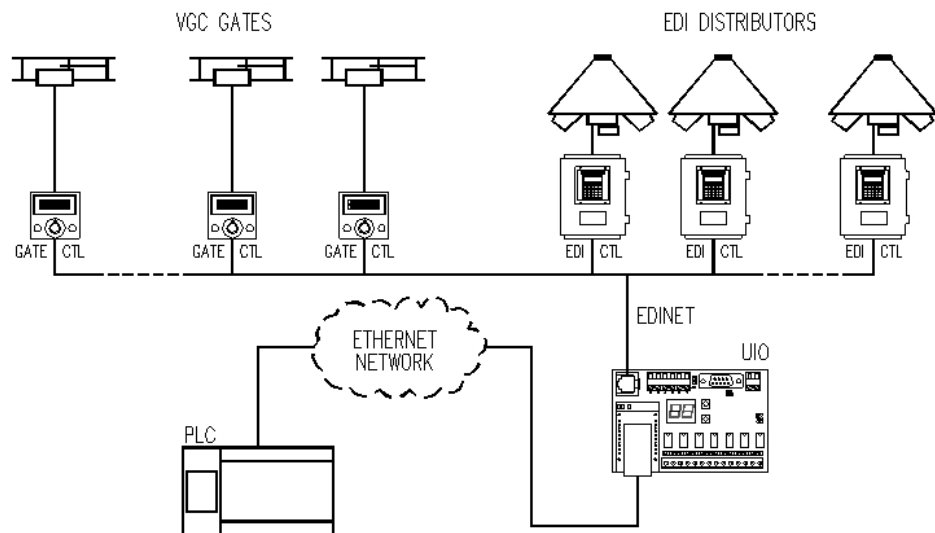 VGC GATES
EDI DISTRIBUTORS
GATE CTL
GATE CTL
GATE CTL
EDI CTL
EDI CTL
EDI CTL
EDINET
ETHERNET
NETWORK
UIO
PLC